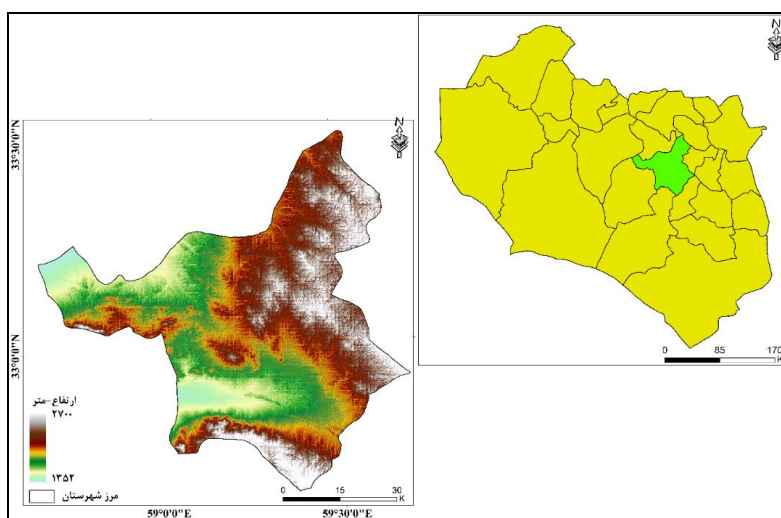 N
N
33°30'0"N
33°0'0"N
ارتفاع-متر
۲۷۰۰
۱۳۵۲
مرز شهرستان
0 15 30
K
59°0'0"E 59°30'0"E
0 85 170
K